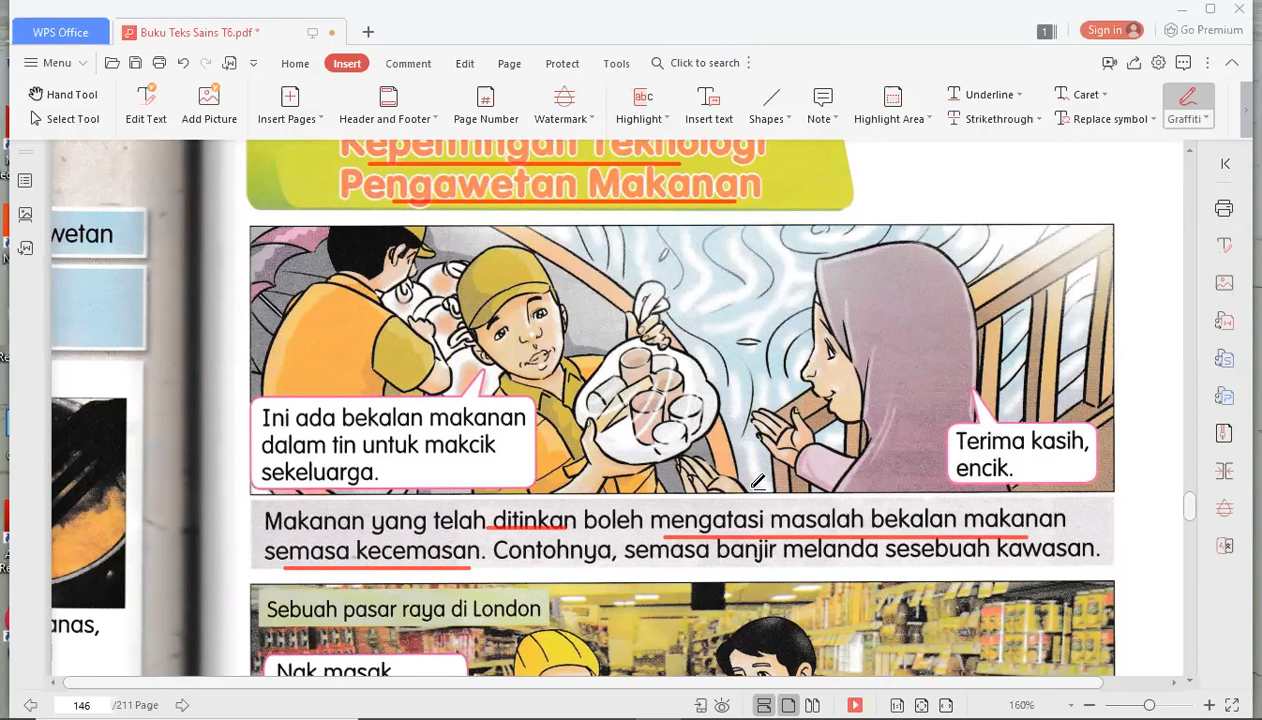 WPS Office
Buku Teks Sains T6.pdf *
1
Sign in
Go Premium
Menu
Home
Insert
Comment
Edit
Page
Protect
Tools
Click to search
Hand Tool
Select Tool
Edit Text
Add Picture
Insert Pages
Header and Footer
Page Number
Watermark
Highlight
Insert text
Shapes
Note
Highlight Area
Underline
Strikethrough
Caret
Replace symbol
Graffiti
Kepentingan Teknologi
Pengawetan Makanan
wetan
Ini ada bekalan makanan
dalam tin untuk makcik
sekeluarga.
Terima kasih,
encik.
Makanan yang telah ditinkan boleh mengatasi masalah bekalan makanan
semasa kecemasan. Contohnya, semasa banjir melanda sesebuah kawasan.
Sebuah pasar raya di London
anas,
Nak masak
146 /211 Page
160%